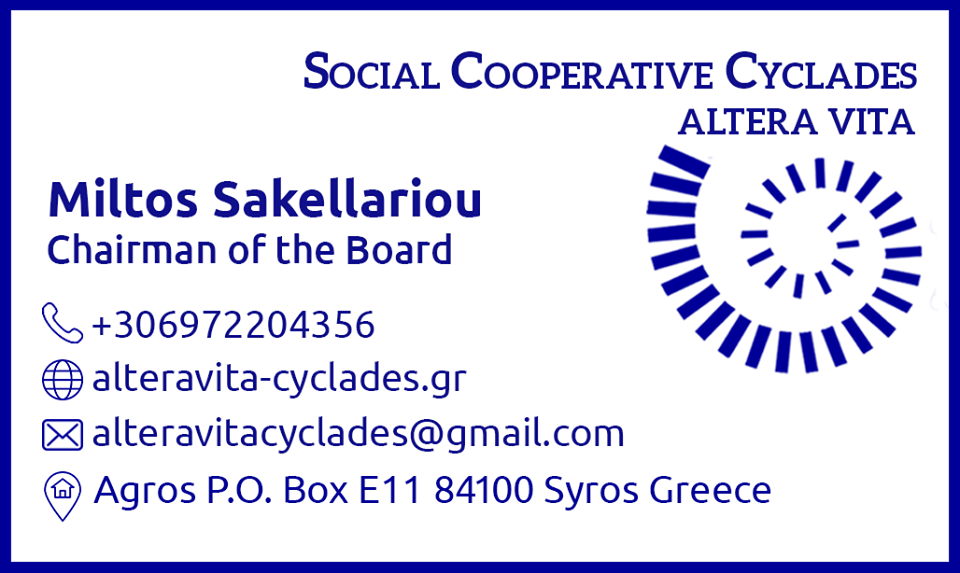 Social Cooperative Cyclades
ALTERA VITA
Miltos Sakellariou
Chairman of the Board
+306972204356
alteravita-cyclades.gr
alteravitacyclades@gmail.com
Agros P.O. Box E11 84100 Syros Greece